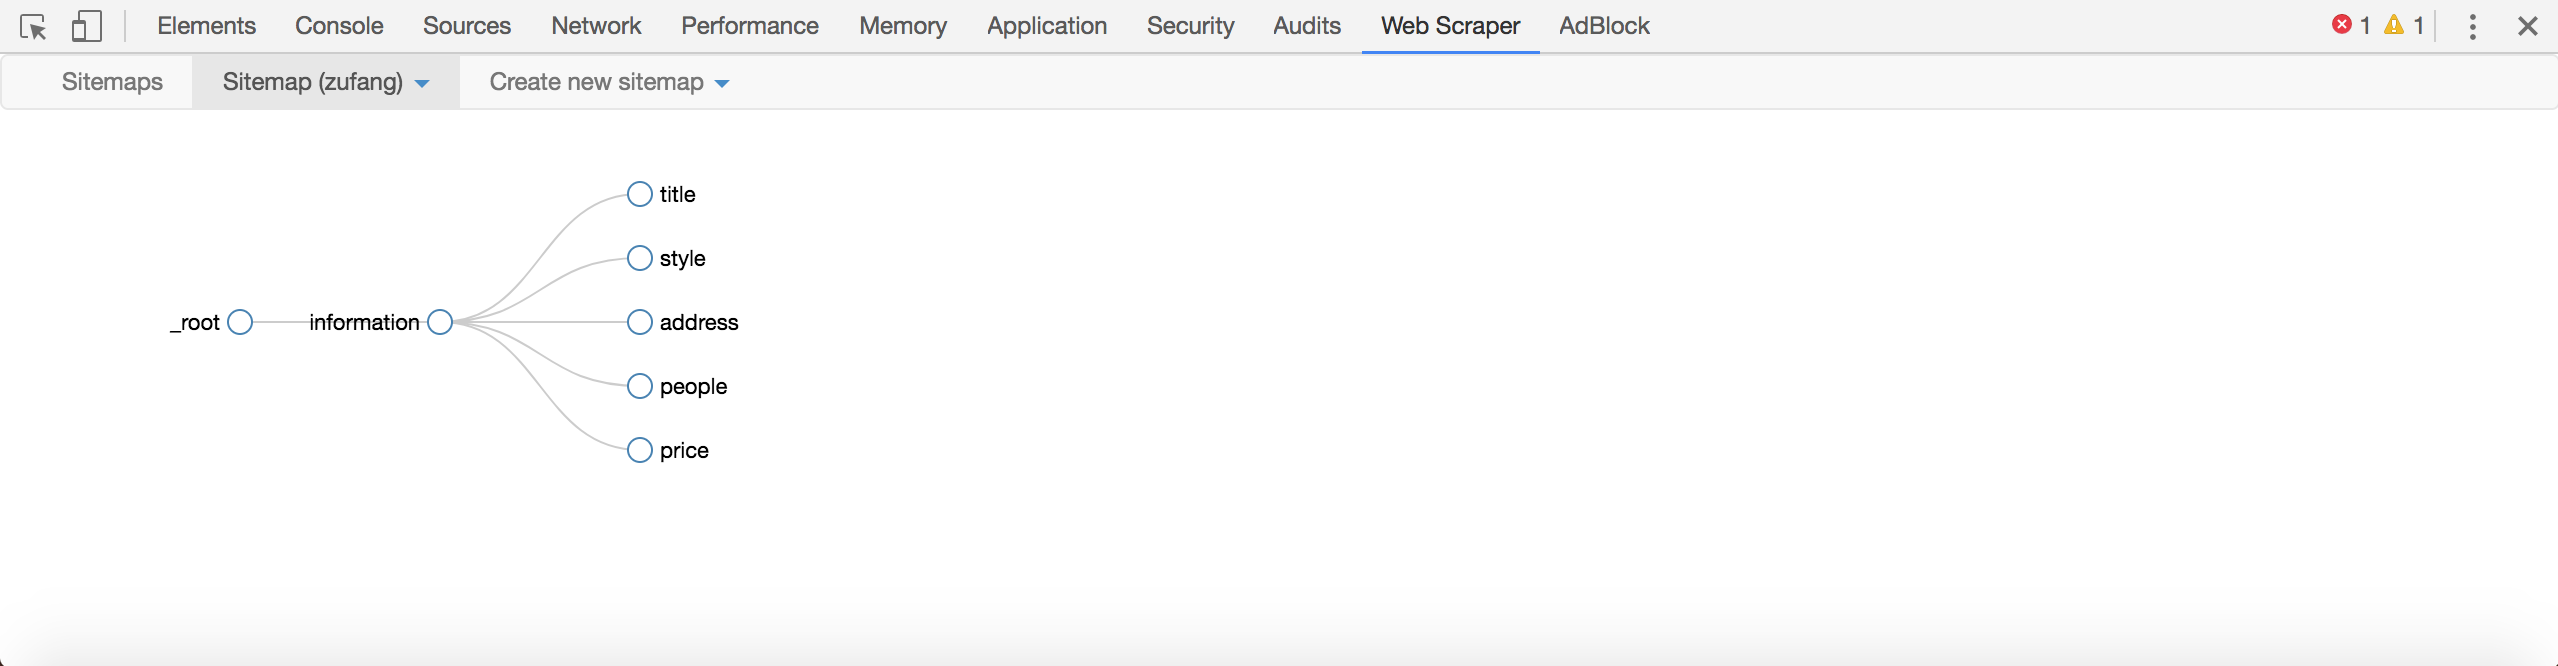 Elements Console Sources Network Performance Memory Application Security Audits Web Scraper AdBlock 1 1
Sitemaps Sitemap (zufang) Create new sitemap
title
style
_root information address
people
price